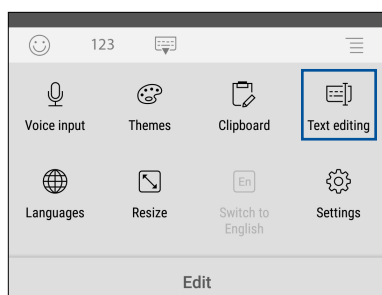 123
Voice input
Themes
Clipboard
Text editing
Languages
Resize
En
Switch to
English
Settings
Edit